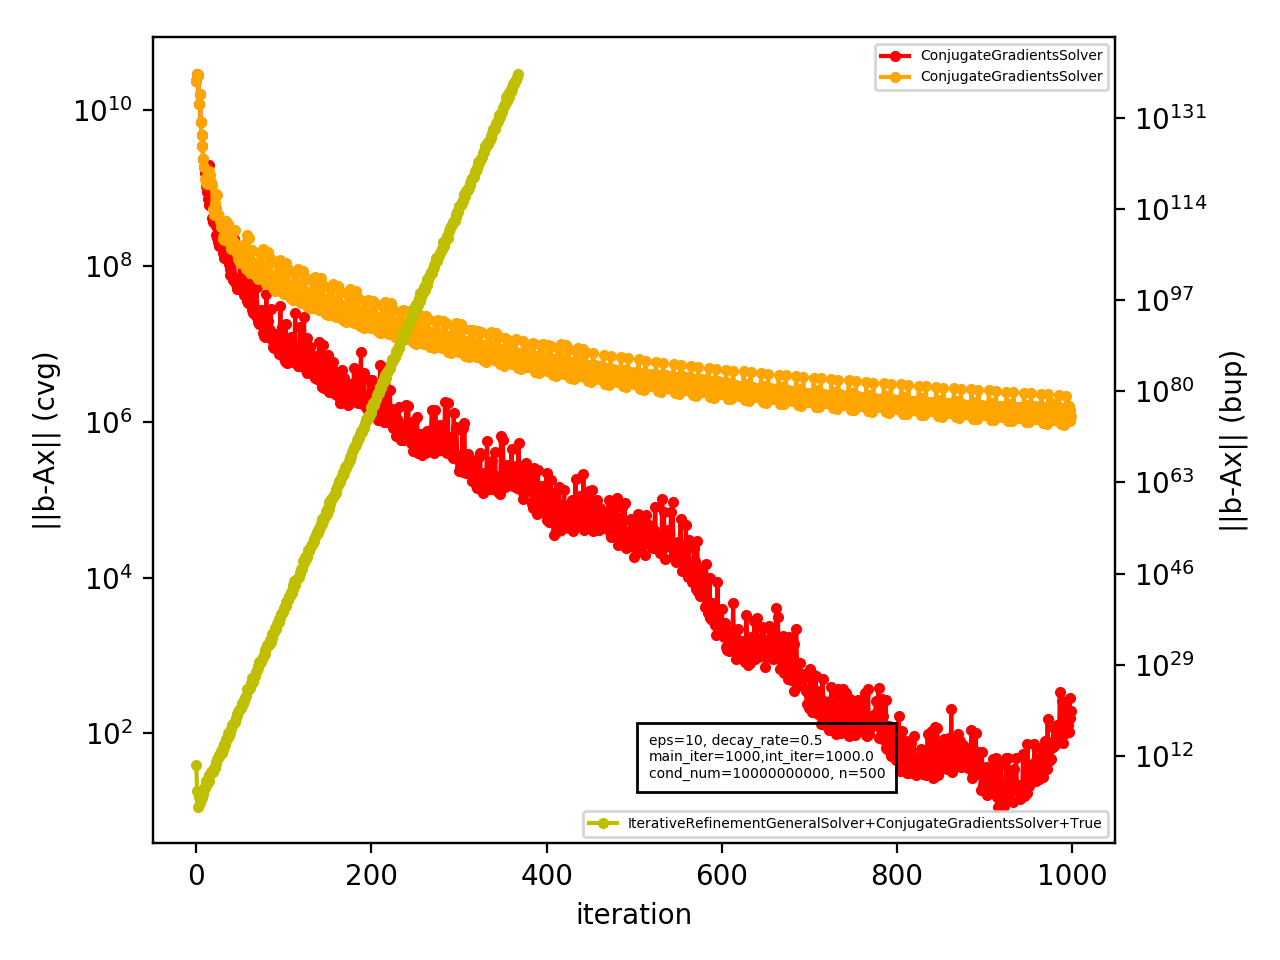 ConjugateGradientsSolver
ConjugateGradientsSolver
10^10
10^8
10^6
10^4
10^2
||b-Ax|| (cvg)
10^131
10^114
10^97
10^80
10^63
10^46
10^29
10^12
||b-Ax|| (bup)
eps=10, decay_rate=0.5
main_iter=1000,int_iter=1000.0
cond_num=10000000000, n=500
IterativeRefinementGeneralSolver+ConjugateGradientsSolver+True
0 200 400 600 800 1000
iteration